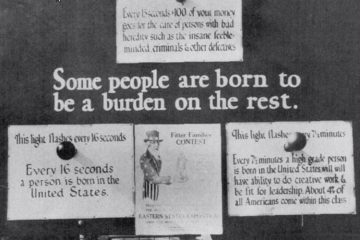 Every 15 seconds $100 of your money
goes for the care of persons with bad
heredity such as the insane feeble-
minded, criminals & other defectives
Some people are born to
be a burden on the rest.
This light flashes every 16 seconds
Every 16 seconds
a person is born in the
United States.
Fitter Families
CONTEST
EASTERN STATES EXPOSITION
This light flashes every 7½ minutes
Every 7½ minutes a high grade person
is born in the United States who will
have ability to do creative work &
be fit for leadership. About 4% of
all Americans come within this class